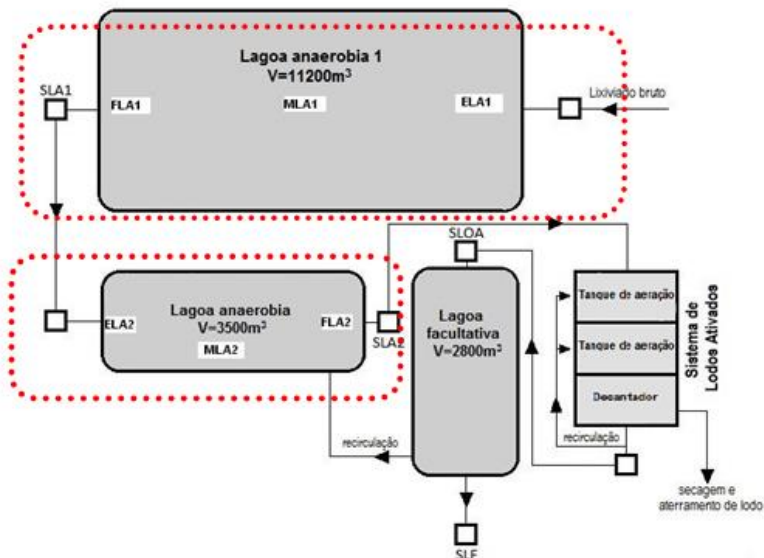 Lagoa anaerobia 1
V=11200m³
SLA1
FLA1
MLA1
ELA1
Lixiviado bruto
SLOA
Lagoa anaerobia
V=3500m³
ELA2
FLA2
MLA2
SLA2
Lagoa
facultativa
V=2800m³
Tanque de aeração
Tanque de aeração
Decantador
Sistema de
Lodos Ativados
recirculação
recirculação
secagem e
aterramento de lodo
SLF